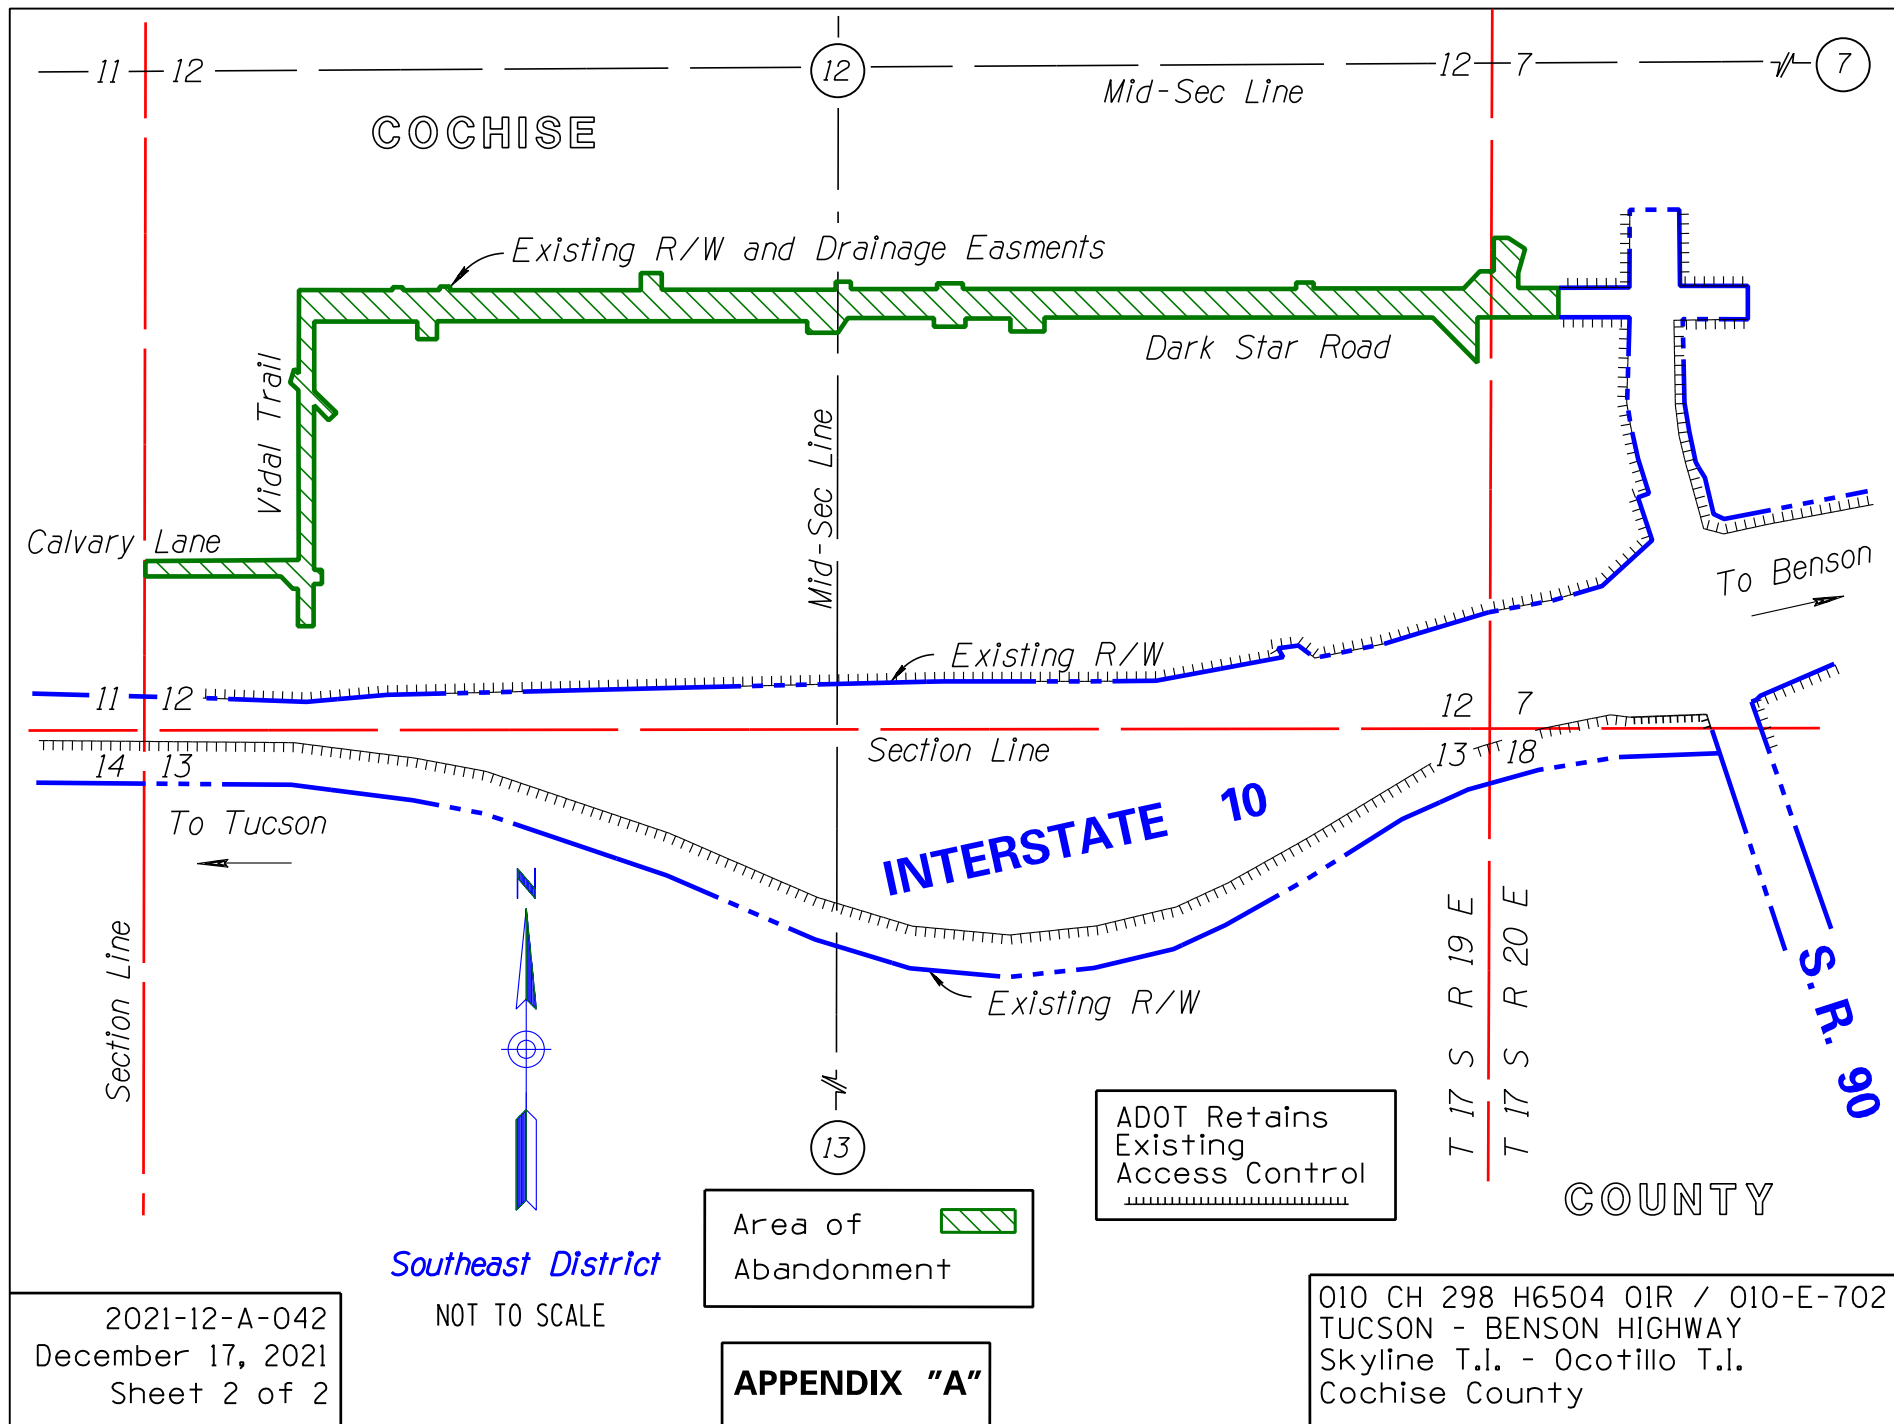 11 12
12
12 7
7
Mid-Sec Line
COCHISE
Existing R/W and Drainage Easments
Dark Star Road
Vidal Trail
Mid-Sec Line
Calvary Lane
To Benson
Existing R/W
11 12
12 7
Section Line
13 18
14 13
To Tucson
INTERSTATE 10
N
Section Line
Existing R/W
T 17 S R 19 E
T 17 S R 20 E
S. R. 90
13
ADOT Retains
Existing
Access Control
COUNTY
Area of
Abandonment
Southeast District
NOT TO SCALE
2021-12-A-042
December 17, 2021
Sheet 2 of 2
APPENDIX "A"
010 CH 298 H6504 01R / 010-E-702
TUCSON - BENSON HIGHWAY
Skyline T.I. - Ocotillo T.I.
Cochise County